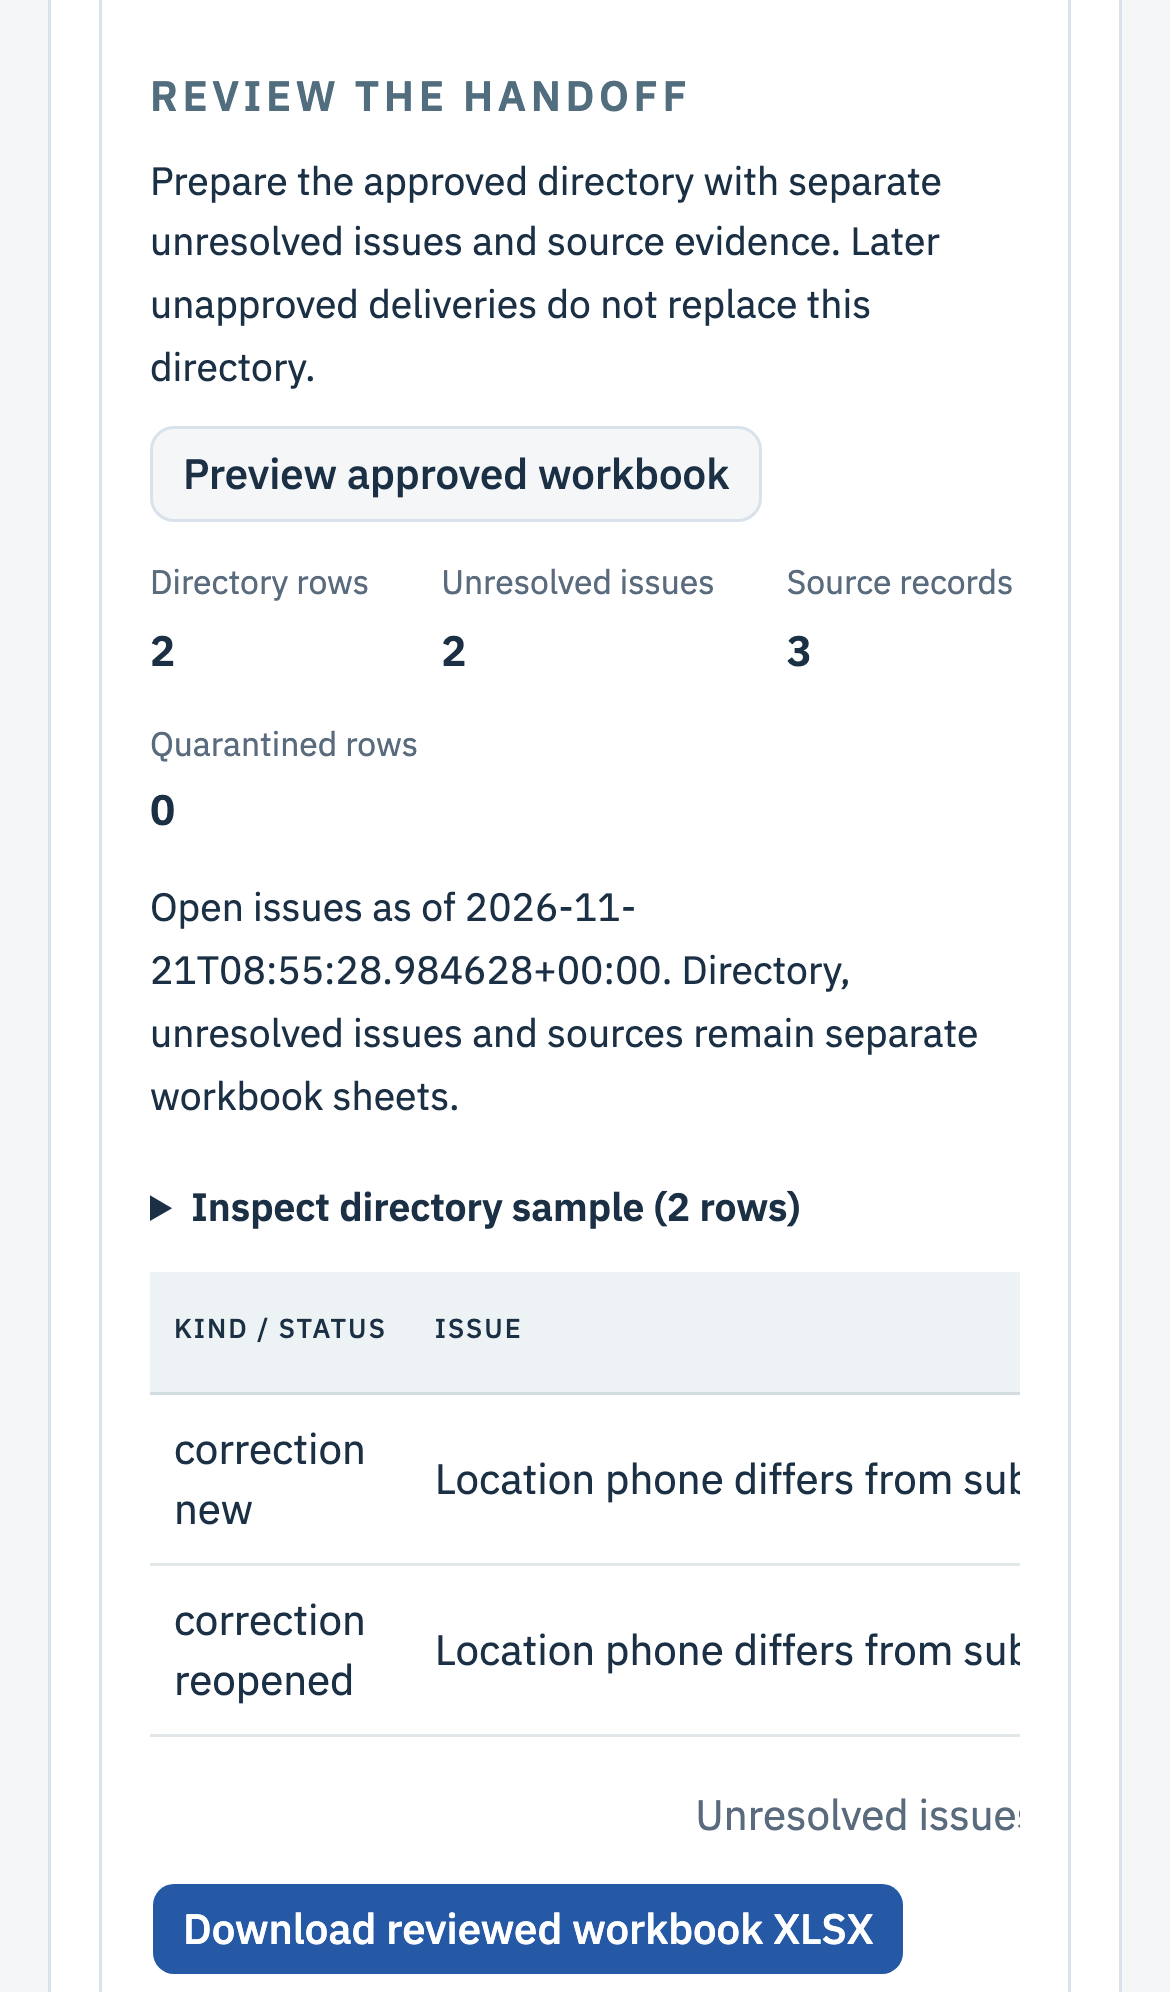 REVIEW THE HANDOFF
Prepare the approved directory with separate
unresolved issues and source evidence. Later
unapproved deliveries do not replace this
directory.
Preview approved workbook
Directory rows Unresolved issues Source records
2 2 3
Quarantined rows
0
Open issues as of 2026-11-
21T08:55:28.984628+00:00. Directory,
unresolved issues and sources remain separate
workbook sheets.
Inspect directory sample (2 rows)
KIND / STATUS ISSUE
correction
new
Location phone differs from
correction
reopened
Location phone differs from
Unresolved
Download reviewed workbook XLSX